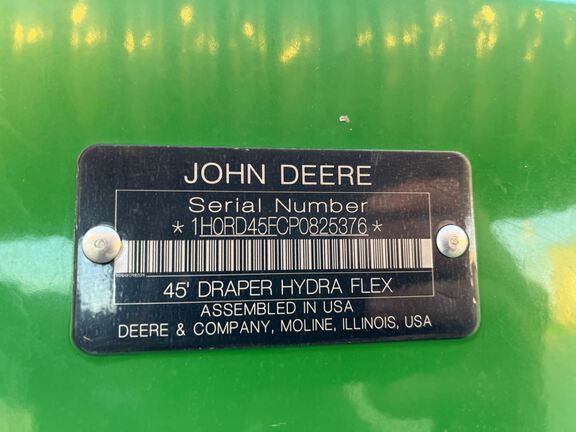 JOHN DEERE
Serial Number
*1H0RD45FCP0825376*
45' DRAPER HYDRA FLEX
ASSEMBLED IN USA
DEERE & COMPANY, MOLINE, ILLINOIS, USA